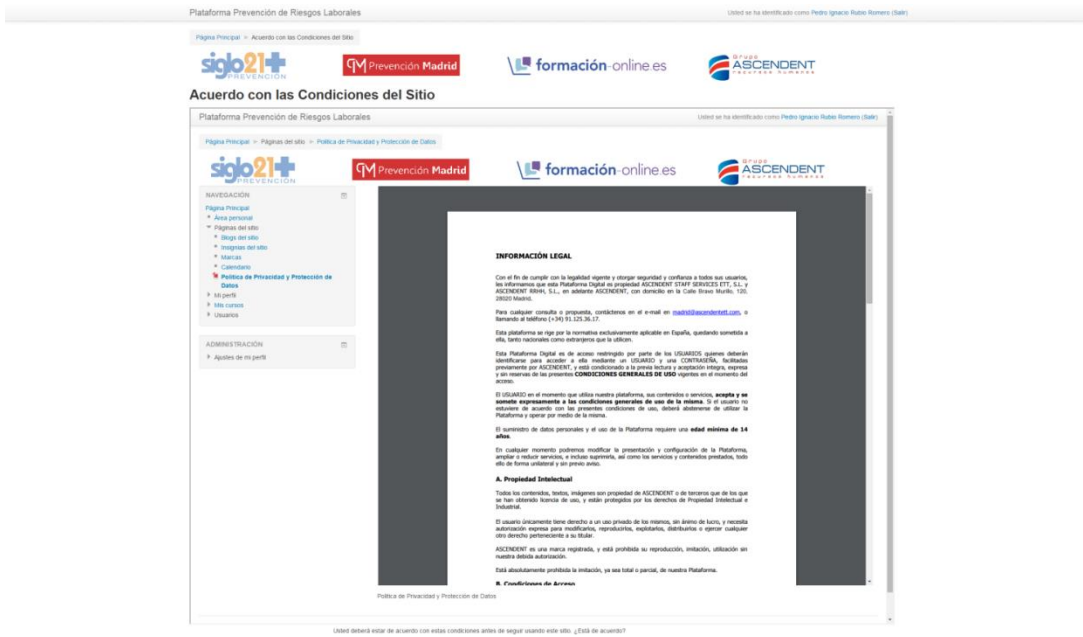 Plataforma Prevención de Riesgos Laborales
Usted se ha identificado como Pedro Ignacio Rubio Romero (Salir)
Página Principal > Acuerdo con las Condiciones del Sitio
siglo21+ PREVENCIÓN
PM Prevención Madrid
formación-online.es
Grupo ASCENDENT recursos humanos
Acuerdo con las Condiciones del Sitio
Plataforma Prevención de Riesgos Laborales
Usted se ha identificado como Pedro Ignacio Rubio Romero (Salir)
Página Principal > Páginas del sitio > Política de Privacidad y Protección de Datos
siglo21+ PREVENCIÓN
PM Prevención Madrid
formación-online.es
Grupo ASCENDENT recursos humanos
NAVEGACIÓN
Página Principal
Área personal
Páginas del sitio
Blogs del sitio
Insignias del sitio
Marcas
Calendario
Política de Privacidad y Protección de
Datos
Mi perfil
Mis cursos
Usuarios
ADMINISTRACIÓN
Ajustes de mi perfil
INFORMACIÓN LEGAL
Con el fin de cumplir con la legalidad vigente y otorgar seguridad y confianza a todos sus usuarios,
les informamos que esta Plataforma Digital es propiedad ASCENDENT STAFF SERVICES ETT, S.L. y
ASCENDENT RRHH, S.L., en adelante ASCENDENT, con domicilio en la Calle Bravo Murillo, 120,
28020 Madrid.
Para cualquier consulta o propuesta, contáctenos en el e-mail en madrid@ascendentett.com, o
llamando al teléfono (+34) 91.125.36.17.
Esta plataforma se rige por la normativa exclusivamente aplicable en España, quedando sometida a
ella, tanto nacionales como extranjeros que la utilicen.
Esta Plataforma Digital es de acceso restringido por parte de los USUARIOS quienes deberán
identificarse para acceder a ella mediante un USUARIO y una CONTRASEÑA, facilitadas
previamente por ASCENDENT, y está condicionado a la previa lectura y aceptación íntegra, expresa
y sin reservas de las presentes CONDICIONES GENERALES DE USO vigentes en el momento del
acceso.
El USUARIO en el momento que utiliza nuestra plataforma, sus contenidos o servicios, acepta y se
somete expresamente a las condiciones generales de uso de la misma. Si el usuario no
estuviere de acuerdo con las presentes condiciones de uso, deberá abstenerse de utilizar la
Plataforma y operar por medio de la misma.
El suministro de datos personales y el uso de la Plataforma requiere una edad mínima de 14
años.
En cualquier momento podremos modificar la presentación y configuración de la Plataforma,
ampliar o reducir servicios, e incluso suprimirla, así como los servicios y contenidos prestados, todo
ello de forma unilateral y sin previo aviso.
A. Propiedad Intelectual
Todos los contenidos, textos, imágenes son propiedad de ASCENDENT o de terceros que de los que
se han obtenido licencia de uso, y están protegidos por los derechos de Propiedad Intelectual e
Industrial.
El usuario únicamente tiene derecho a un uso privado de los mismos, sin ánimo de lucro, y necesita
autorización expresa para modificarlos, reproducirlos, explotarlos, distribuirlos o ejercer cualquier
otro derecho perteneciente a su titular.
ASCENDENT es una marca registrada, y está prohibida su reproducción, imitación, utilización sin
nuestra debida autorización.
Está absolutamente prohibida la imitación, ya sea total o parcial, de nuestra Plataforma.
B. Condiciones de Acceso
Política de Privacidad y Protección de Datos
Usted deberá estar de acuerdo con estas condiciones antes de seguir usando este sitio. ¿Está de acuerdo?